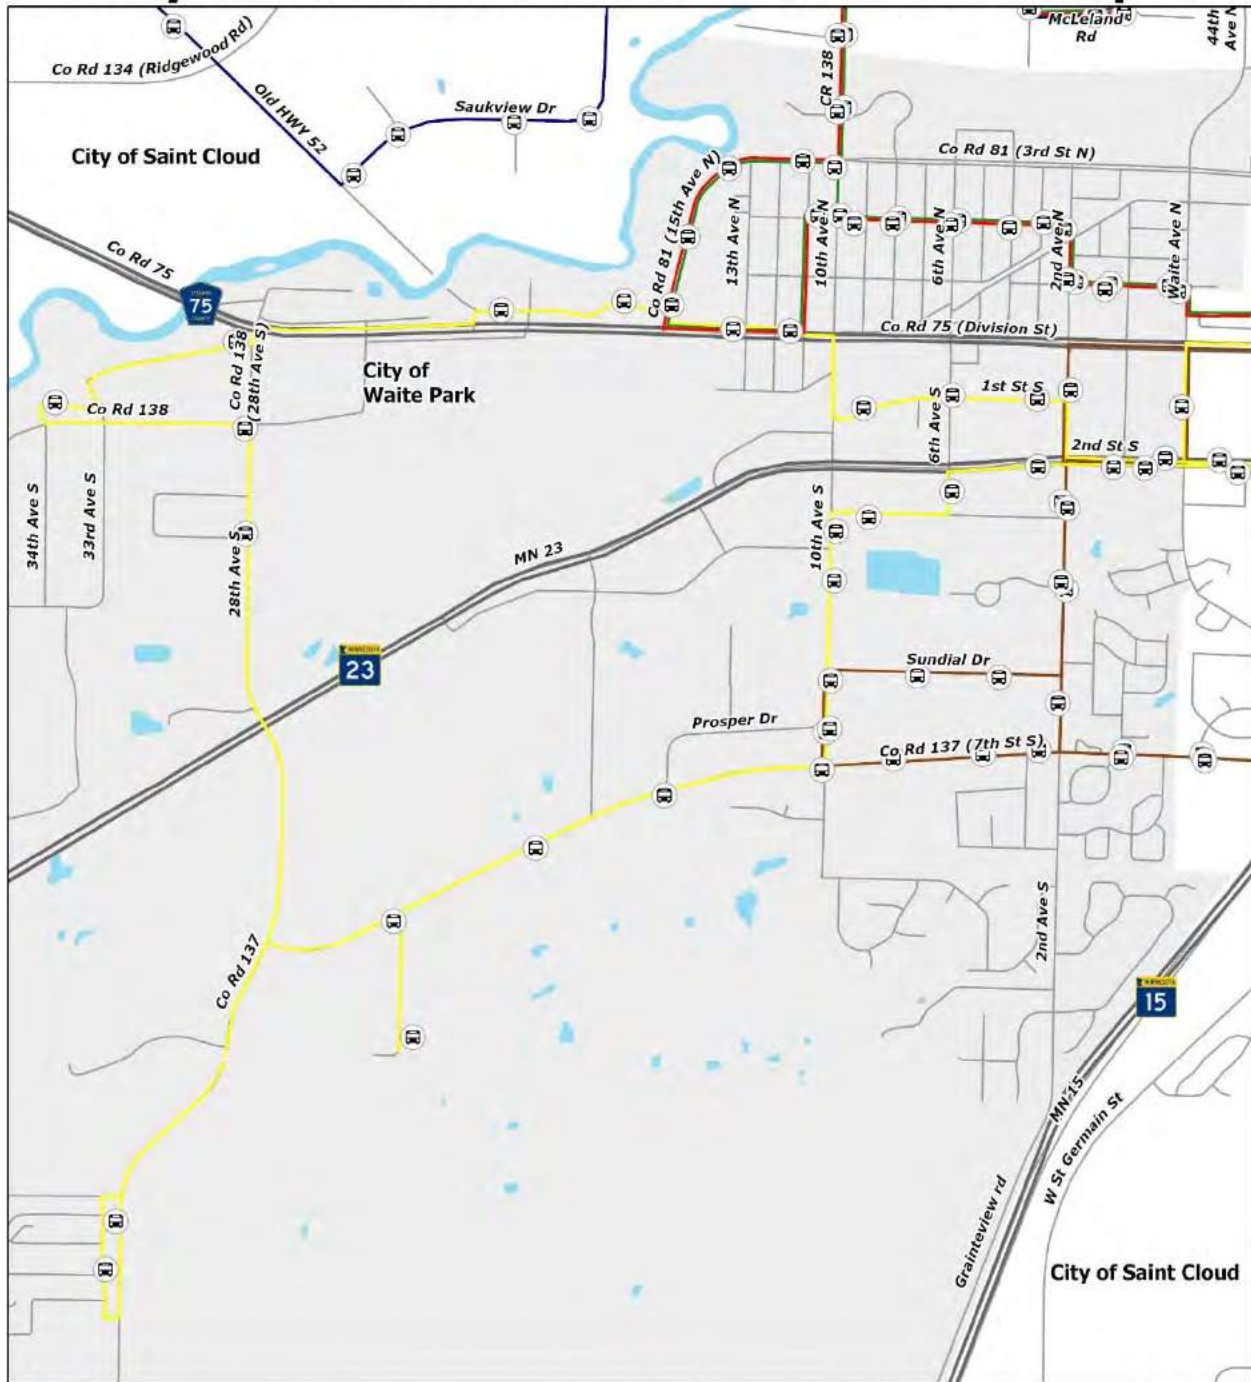 McLeland
Rd
44th
Ave N
Co Rd 134 (Ridgewood Rd)
CR 138
Old HWY 52
Saukview Dr
City of Saint Cloud
Co Rd 81 (3rd St N)
Co Rd 81 (15th Ave N)
13th Ave N
10th Ave N
6th Ave N
2nd Ave N
Waite Ave N
Co Rd 75
75
Co Rd 75 (Division St)
Co Rd 138
(28th Ave S)
City of
Waite Park
1st St S
Co Rd 138
6th Ave S
2nd St S
34th Ave S
33rd Ave S
28th Ave S
MN 23
10th Ave S
MINNESOTA
23
Sundial Dr
Prosper Dr
Co Rd 137 (7th St S)
2nd Ave S
Co Rd 137
MINNESOTA
15
MN 15
W St Germain St
Grainteview rd
City of Saint Cloud